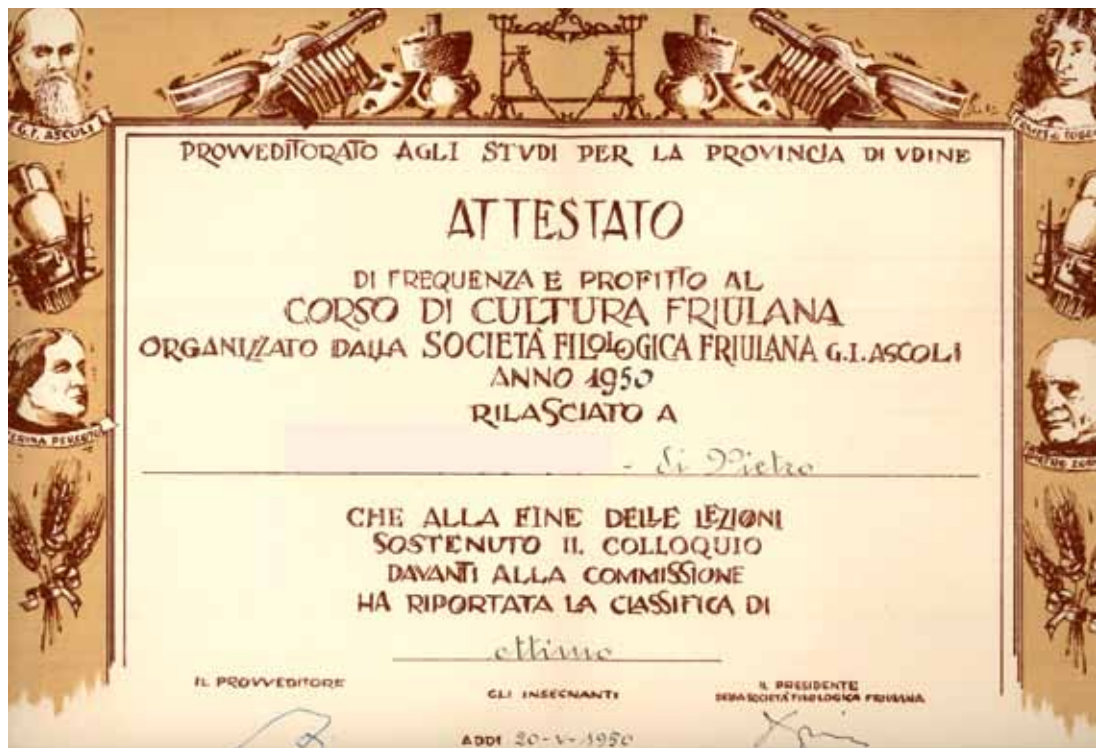 G.I. ASCOLI
PROVVEDITORATO AGLI STVDI PER LA PROVINCIA DI VDINE
ATTESTATO
DI FREQUENZA E PROFITTO AL
CORSO DI CULTURA FRIULANA
ORGANIZZATO DALLA SOCIETÀ FILOLOGICA FRIULANA G.I. ASCOLI
ANNO 1950
RILASCIATO A
- di Pietro
CHE ALLA FINE DELLE LEZIONI
SOSTENUTO IL COLLOQUIO
DAVANTI ALLA COMMISSIONE
HA RIPORTATA LA CLASSIFICA DI
ottimo
IL PROVVEDITORE
GLI INSEGNANTI
IL PRESIDENTE
DELLA SOCIETÀ FILOLOGICA FRIULANA
ADDI 20-V-1950